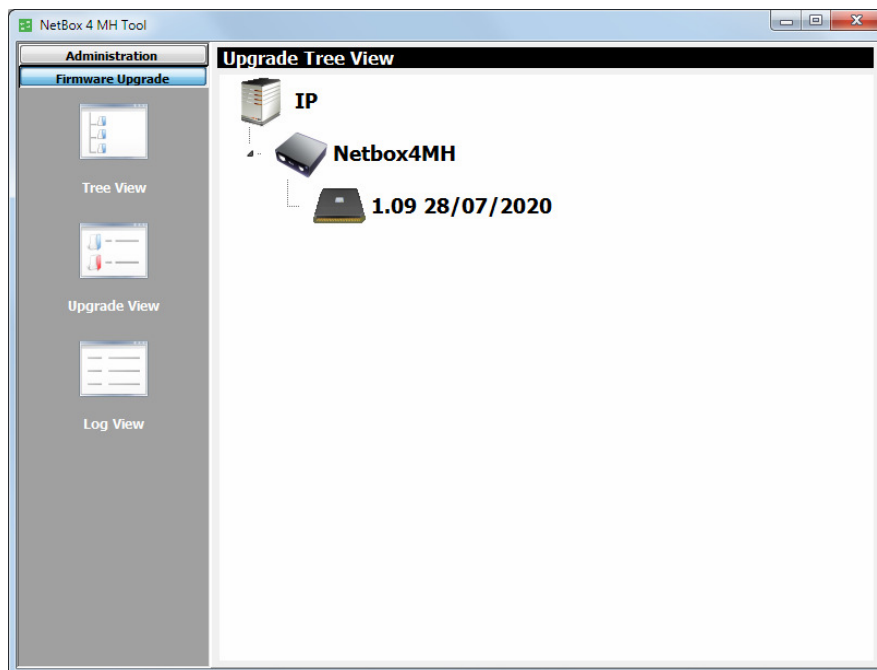 NetBox 4 MH Tool
Administration
Firmware Upgrade
Tree View
Upgrade View
Log View
Upgrade Tree View
IP
Netbox4MH
1.09 28/07/2020